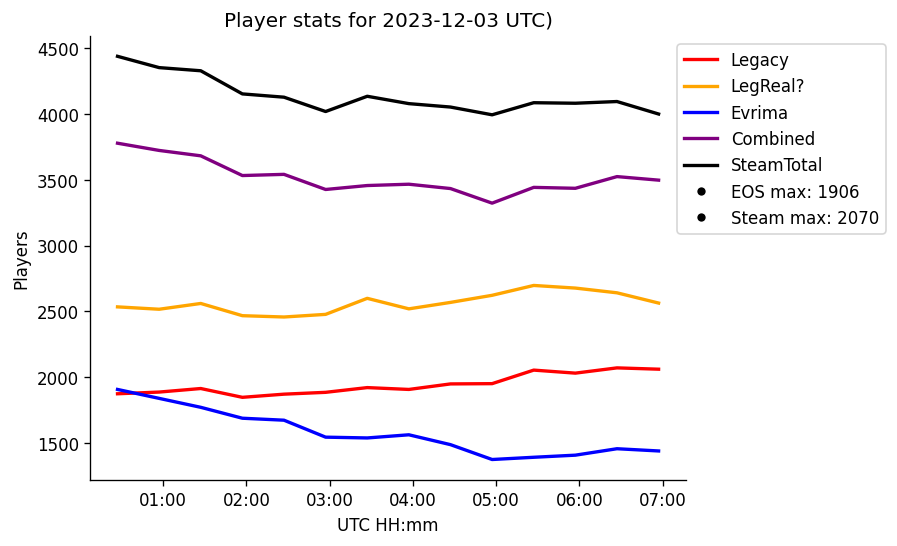 Player stats for 2023-12-03 UTC)
4500
4000
3500
3000
2500
2000
1500
Players
01:00 02:00 03:00 04:00 05:00 06:00 07:00
UTC HH:mm
Legacy
LegReal?
Evrima
Combined
SteamTotal
EOS max: 1906
Steam max: 2070